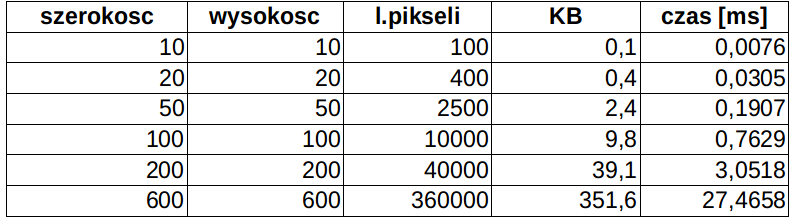 szerokosc wysokosc l.pikseli KB czas [ms]
10 10 100 0,1 0,0076
20 20 400 0,4 0,0305
50 50 2500 2,4 0,1907
100 100 10000 9,8 0,7629
200 200 40000 39,1 3,0518
600 600 360000 351,6 27,4658